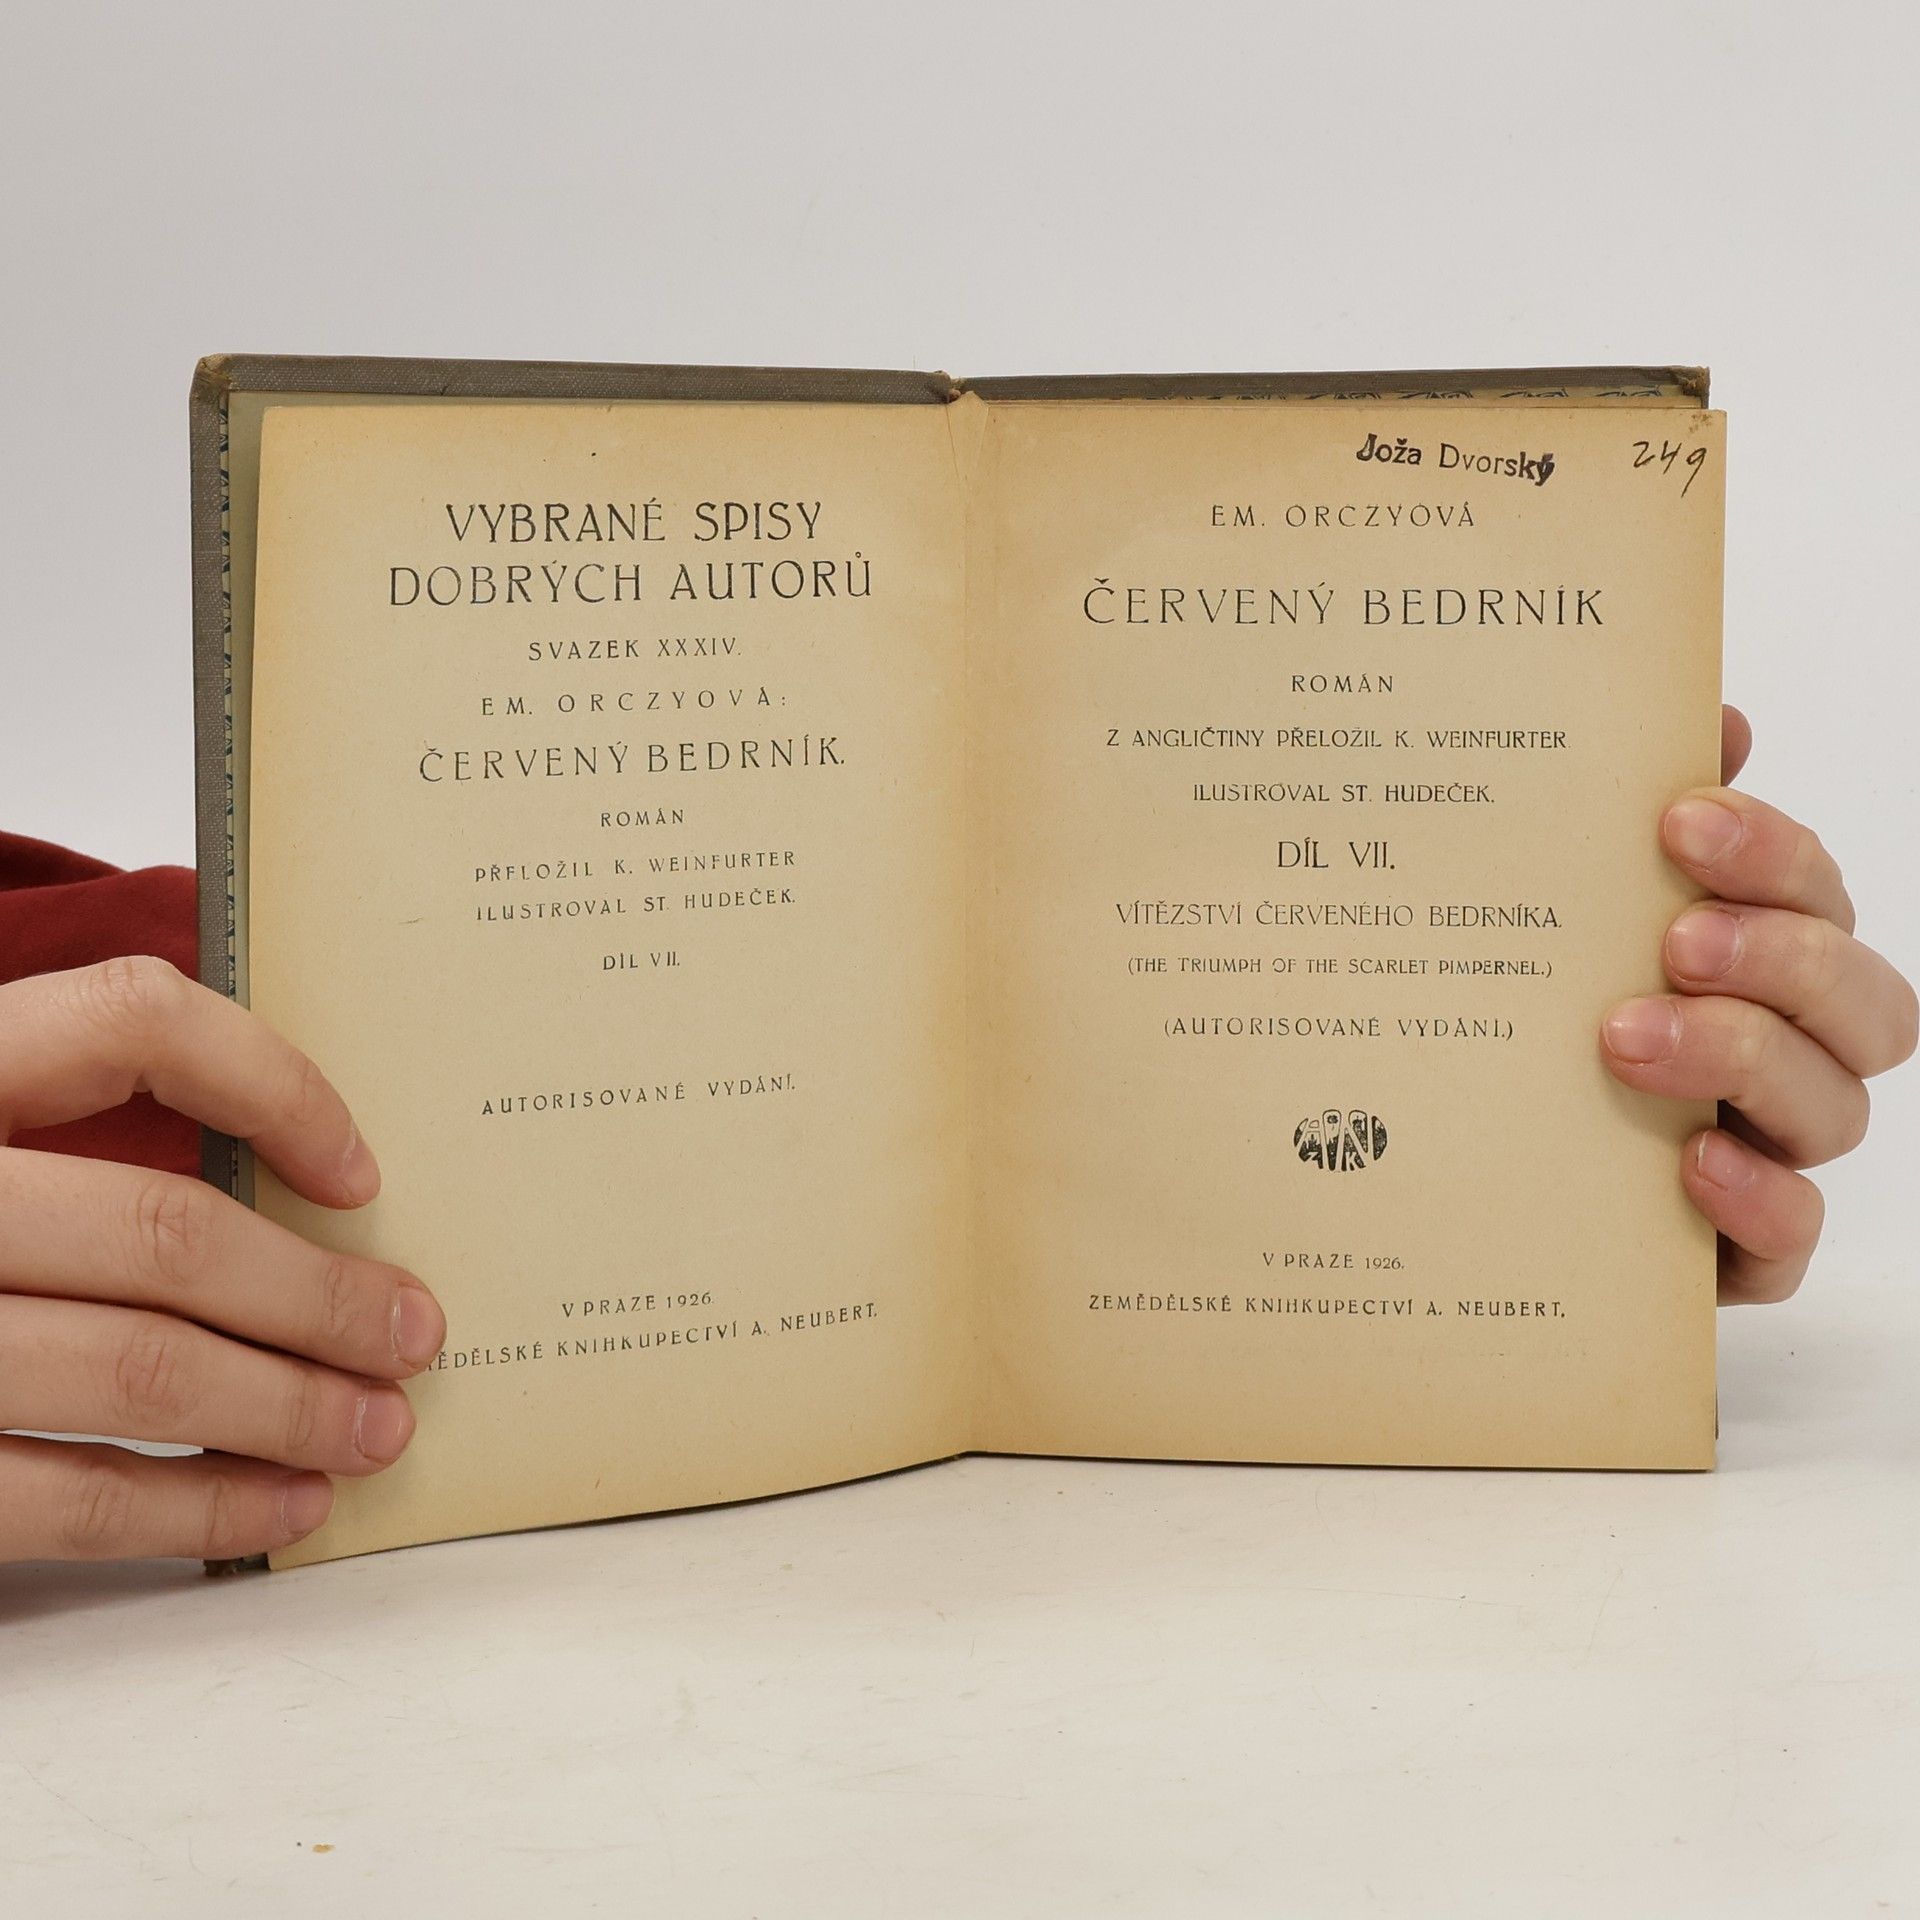 VYBRANÉ SPISY
DOBRÝCH AUTORŮ
SVAZEK XXXIV.
EM. ORCZYOVÁ:
ČERVENÝ BEDRNÍK.
ROMÁN
PŘELOŽIL K. WEINFURTER
ILUSTROVAL ST. HUDEČEK.
DÍL VII.
AUTORISOVANÉ VYDÁNÍ.
V PRAZE 1926.
KNIHKUPECTVÍ A. NEUBERT.
Joža Dvorský
249
EM. ORCZYOVÁ
ČERVENÝ BEDRNÍK
ROMÁN
Z ANGLIČTINY PŘELOŽIL K. WEINFURTER.
ILUSTROVAL ST. HUDEČEK.
DÍL VII.
VÍTĚZSTVÍ ČERVENÉHO BEDRNÍKA.
(THE TRIUMPH OF THE SCARLET PIMPERNEL.)
(AUTORISOVANÉ VYDÁNÍ.)
V PRAZE 1926.
ZEMĚDĚLSKÉ KNIHKUPECTVÍ A. NEUBERT.